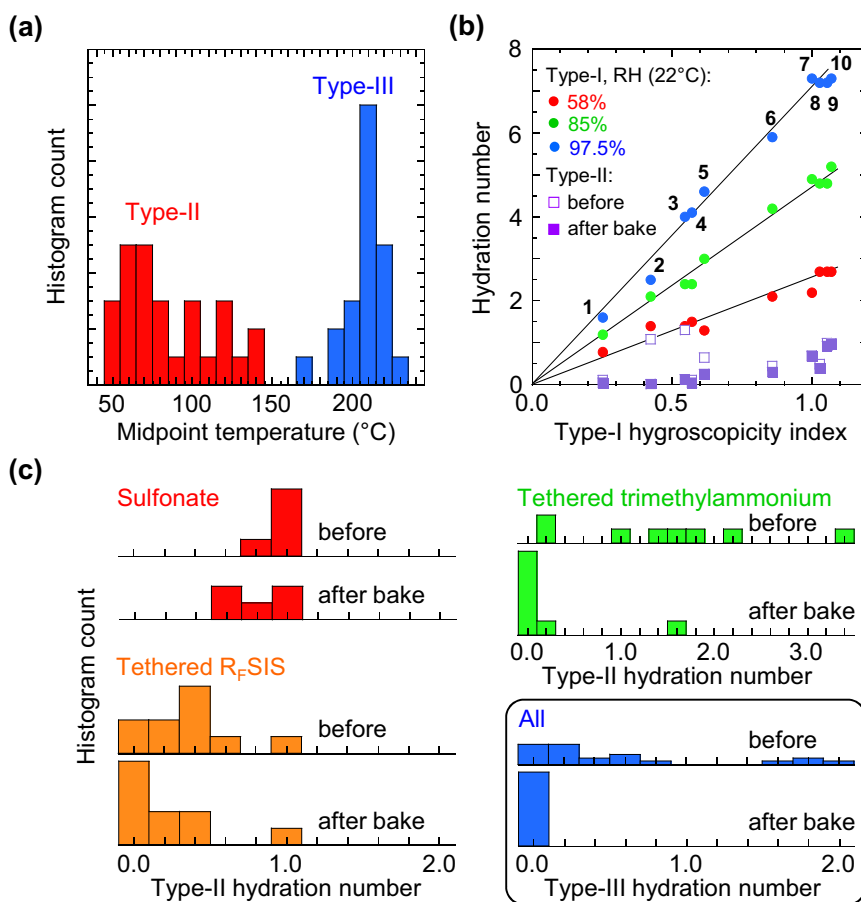 (a)
Type-III
Type-II
Histogram count
50
100
150
200
Midpoint temperature (°C)
(b)
8
6
4
2
0
Hydration number
Type-I, RH (22°C):
58%
85%
97.5%
Type-II:
before
after bake
1
2
3
4
5
6
7
8
9
10
0.0
0.5
1.0
Type-I hygroscopicity index
(c)
Histogram count
Sulfonate
before
after bake
Tethered RFSIS
before
after bake
0.0
1.0
2.0
Type-II hydration number
Tethered trimethylammonium
before
after bake
0.0
1.0
2.0
3.0
Type-II hydration number
All
before
after bake
0.0
1.0
2.0
Type-III hydration number